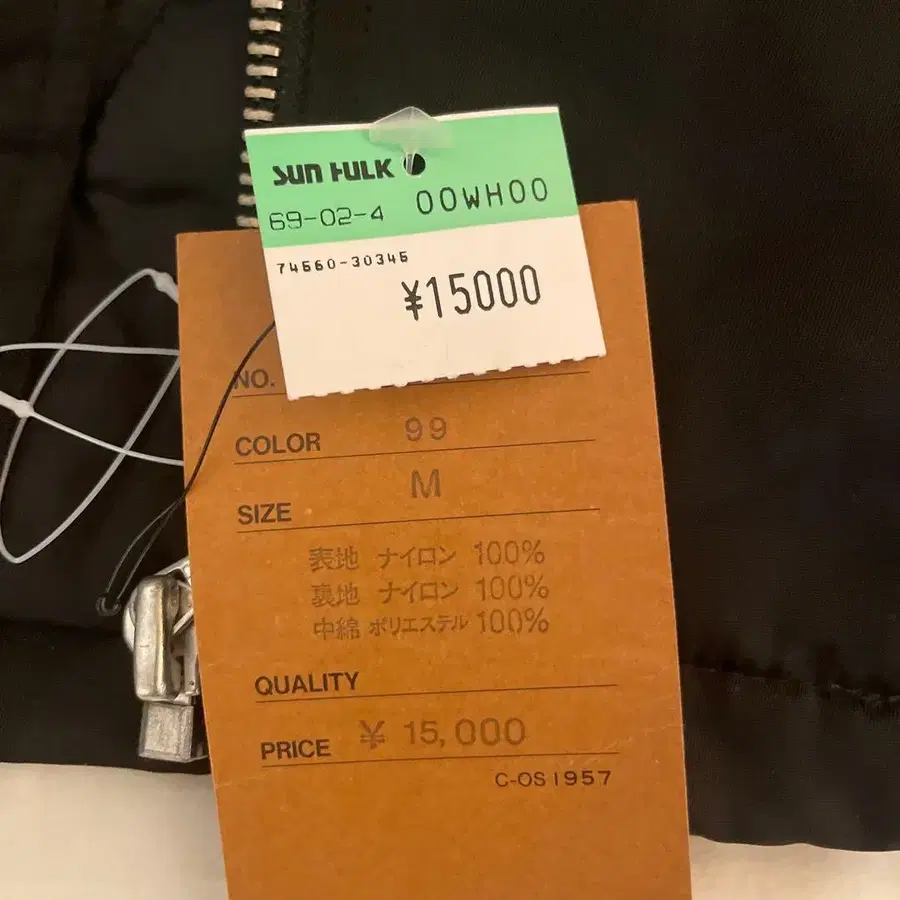 SUN FULK
69-02-4 00WH00
74560-30345
¥15000
NO.
COLOR 99
SIZE M
表地 ナイロン 100%
裏地 ナイロン 100%
中綿 ポリエステル 100%
QUALITY
PRICE ¥ 15,000
C-OS1957